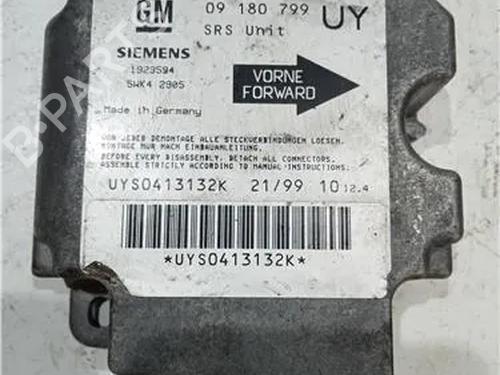 GM 09 180 799 UY
SRS Unit
SIEMENS
1923594
5WK4 2905
VORNE
FORWARD
Made in Germany
VOR JEDER DEMONTAGE ALLE STECKVERBINDUNGEN LOESEN.
MONTAGE NUR MIT EINBAUANLEITUNG.
BEFORE EVERY DISASSEMBLY, DETACH ALL CONNECTORS.
ASSEMBLE STRICTLY ACCORDING TO MANUAL-INSTRUCTIONS.
UYS0413132K 21/99 10 12.4
*UYS0413132K*
B-PARTS